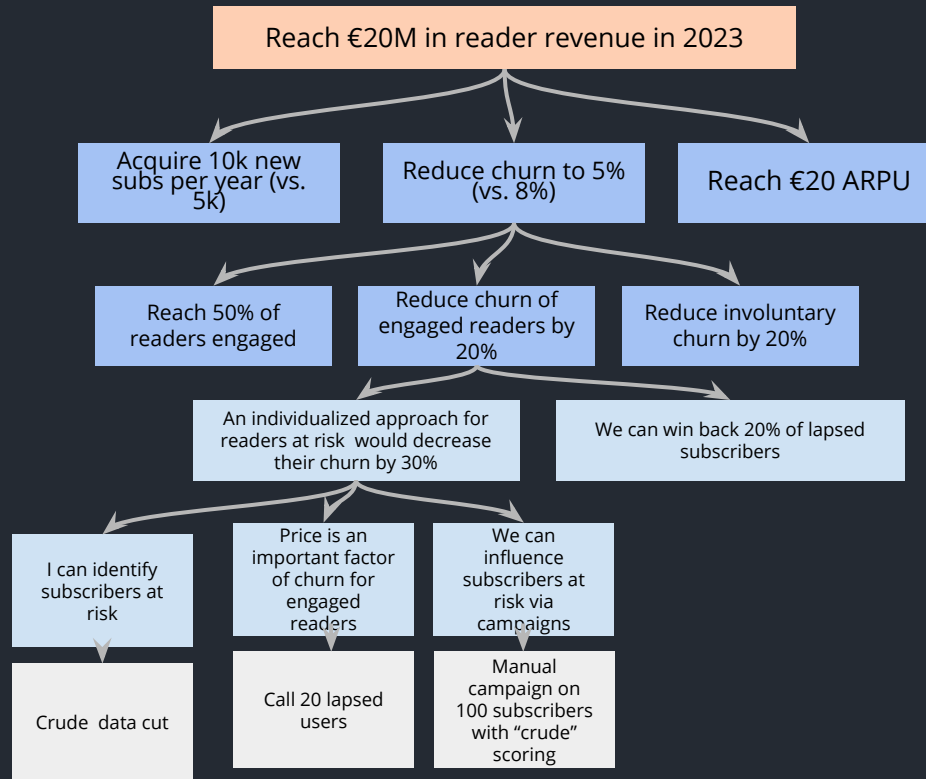 Reach €20M in reader revenue in 2023
Acquire 10k new
subs per year (vs.
5k)
Reduce churn to 5%
(vs. 8%)
Reach €20 ARPU
Reach 50% of
readers engaged
Reduce churn of
engaged readers by
20%
Reduce involuntary
churn by 20%
An individualized approach for
readers at risk would decrease
their churn by 30%
We can win back 20% of lapsed
subscribers
I can identify
subscribers at
risk
Price is an
important factor
of churn for
engaged
readers
We can
influence
subscribers at
risk via
campaigns
Crude data cut
Call 20 lapsed
users
Manual
campaign on
100 subscribers
with “crude”
scoring